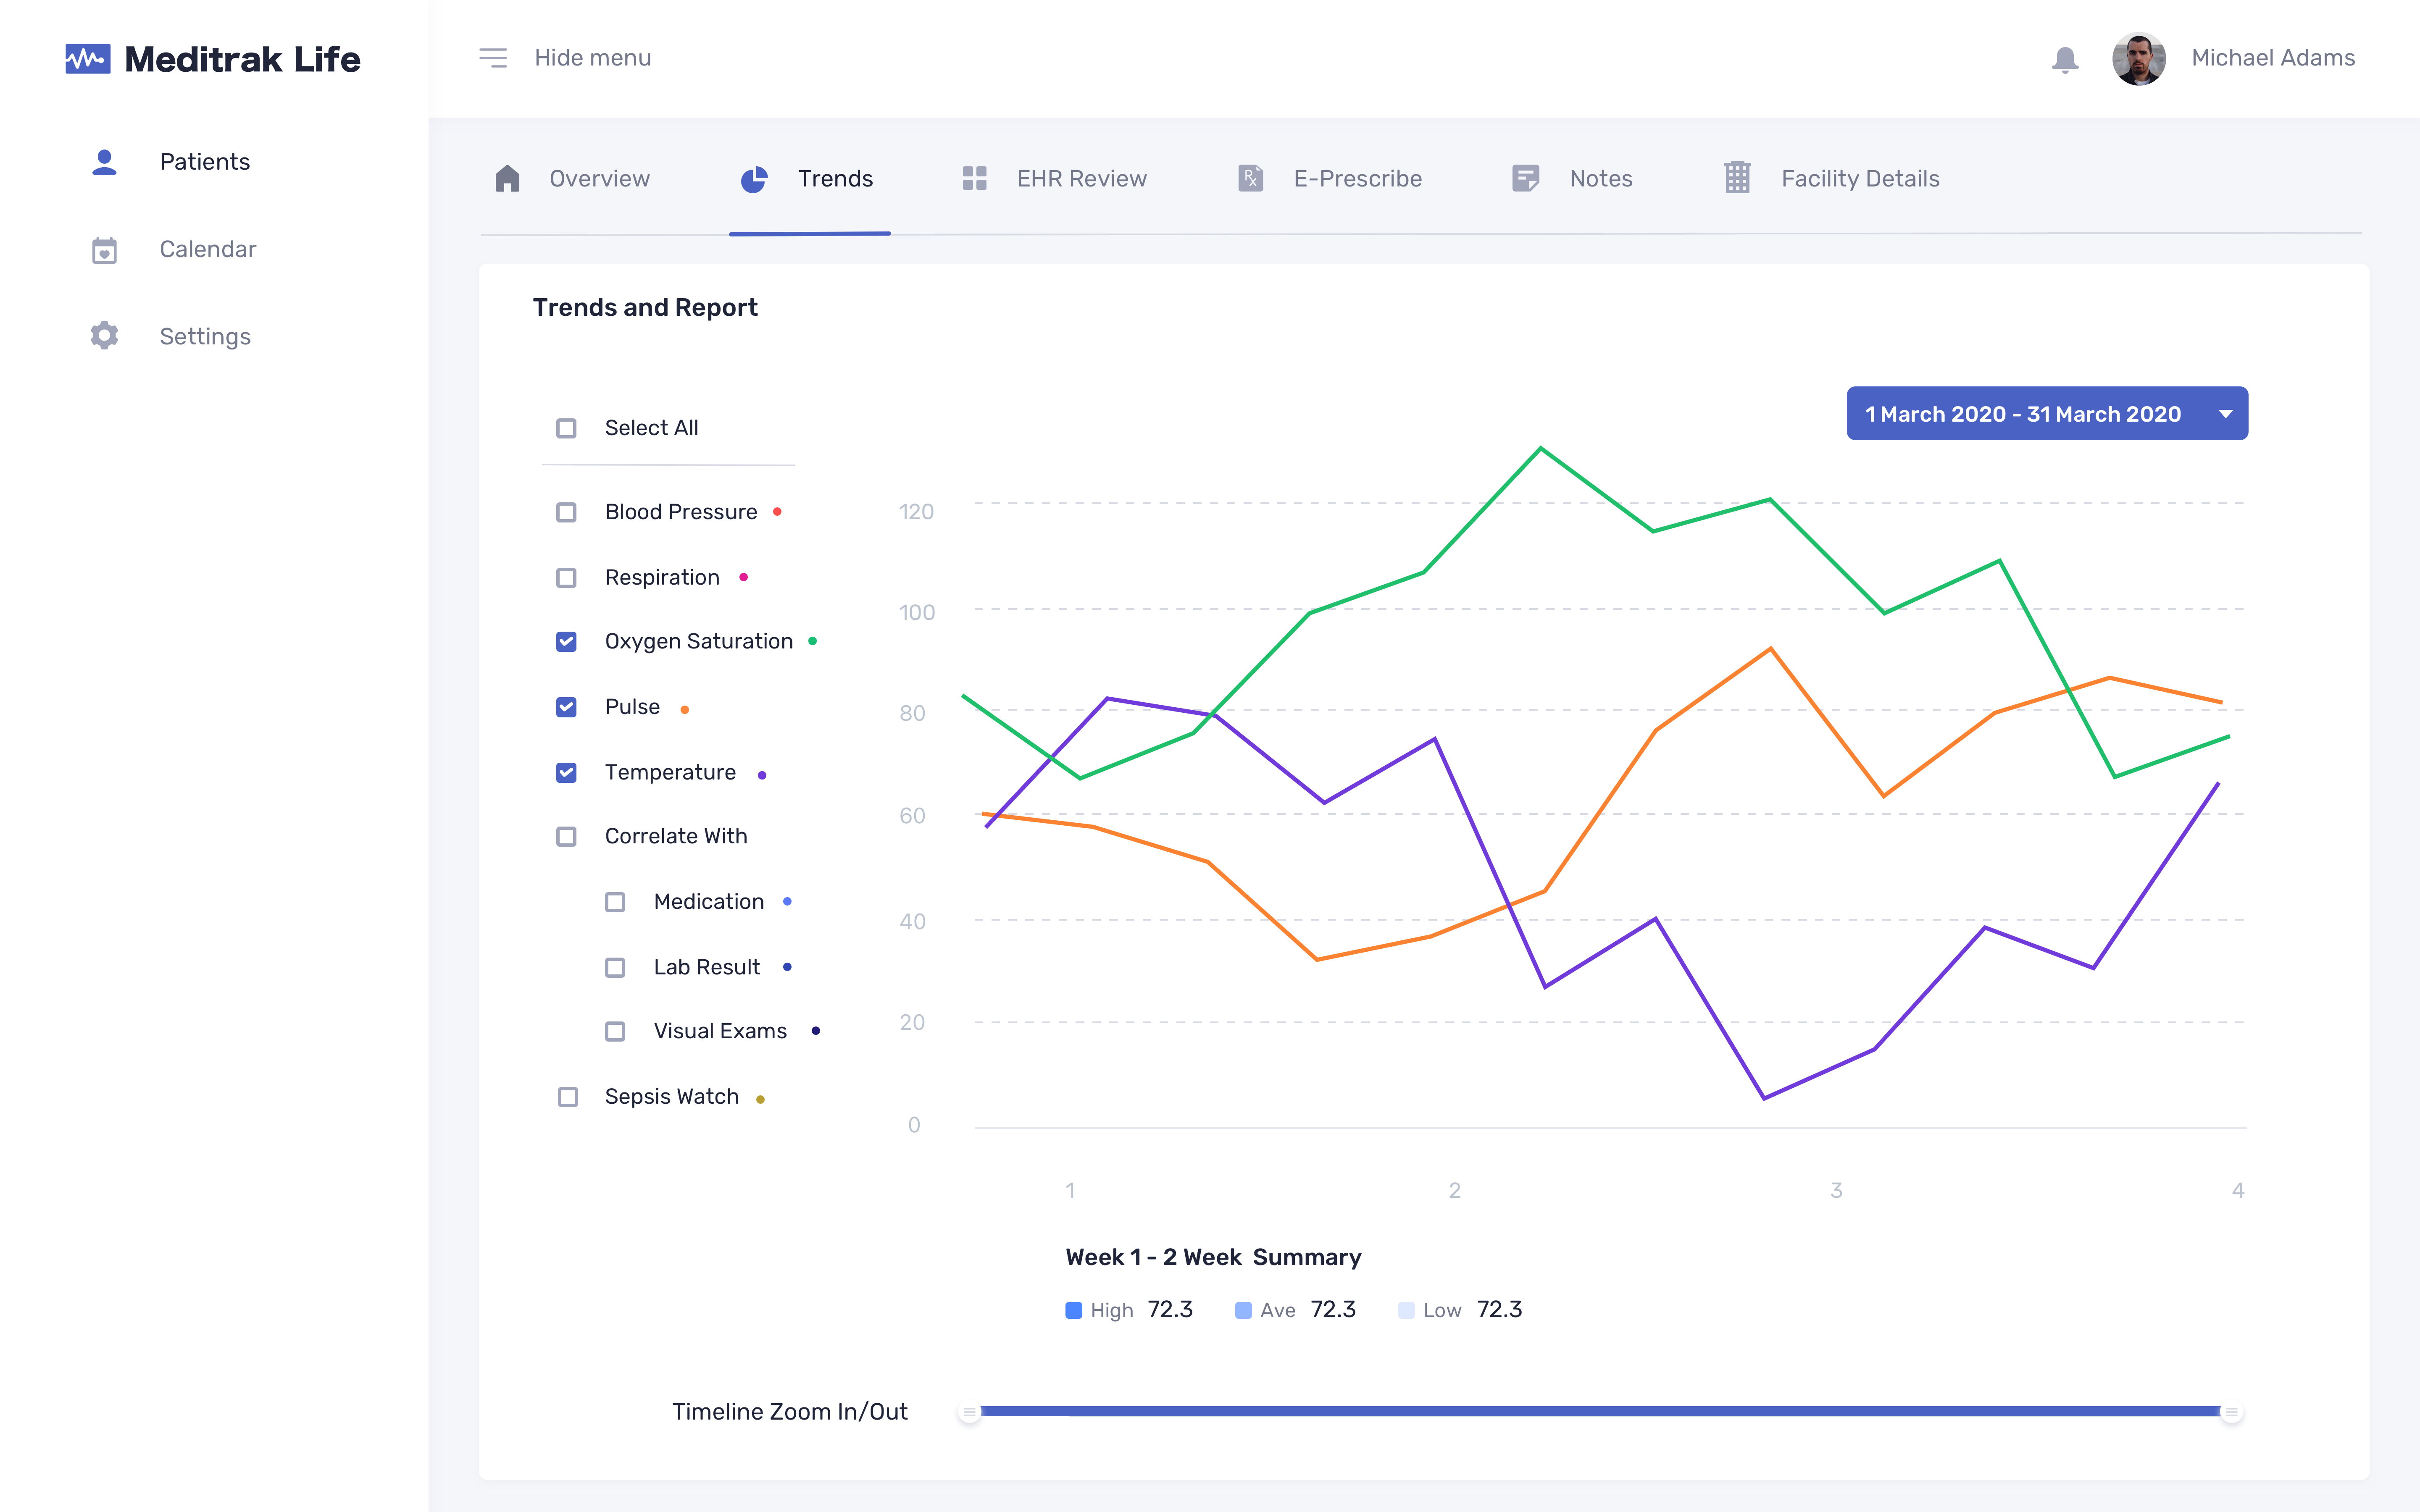 Meditrak Life
Hide menu
Michael Adams
Patients
Calendar
Settings
Overview
Trends
EHR Review
E-Prescribe
Notes
Facility Details
Trends and Report
1 March 2020 - 31 March 2020
Select All
Blood Pressure
Respiration
Oxygen Saturation
Pulse
Temperature
Correlate With
Medication
Lab Result
Visual Exams
Sepsis Watch
120
100
80
60
40
20
0
1 2 3 4
Week 1 - 2 Week Summary
High 72.3 Ave 72.3 Low 72.3
Timeline Zoom In/Out